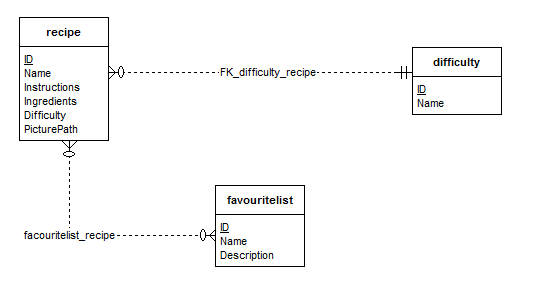 recipe
ID
Name
Instructions
Ingredients
Difficulty
PicturePath
FK_difficulty_recipe
difficulty
ID
Name
facouritelist_recipe
favouritelist
ID
Name
Description